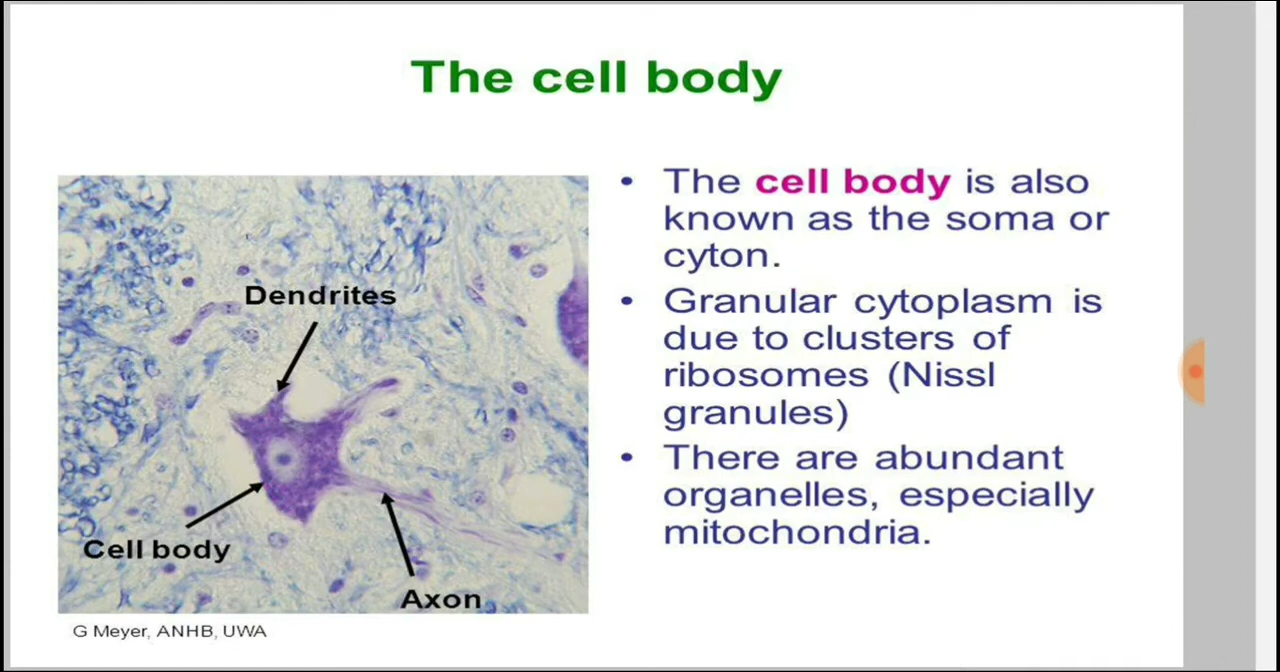 The cell body
• The cell body is also
known as the soma or
cyton.
• Granular cytoplasm is
due to clusters of
ribosomes (Nissl
granules)
• There are abundant
organelles, especially
mitochondria.
Dendrites
Cell body
Axon
G Meyer, ANHB, UWA